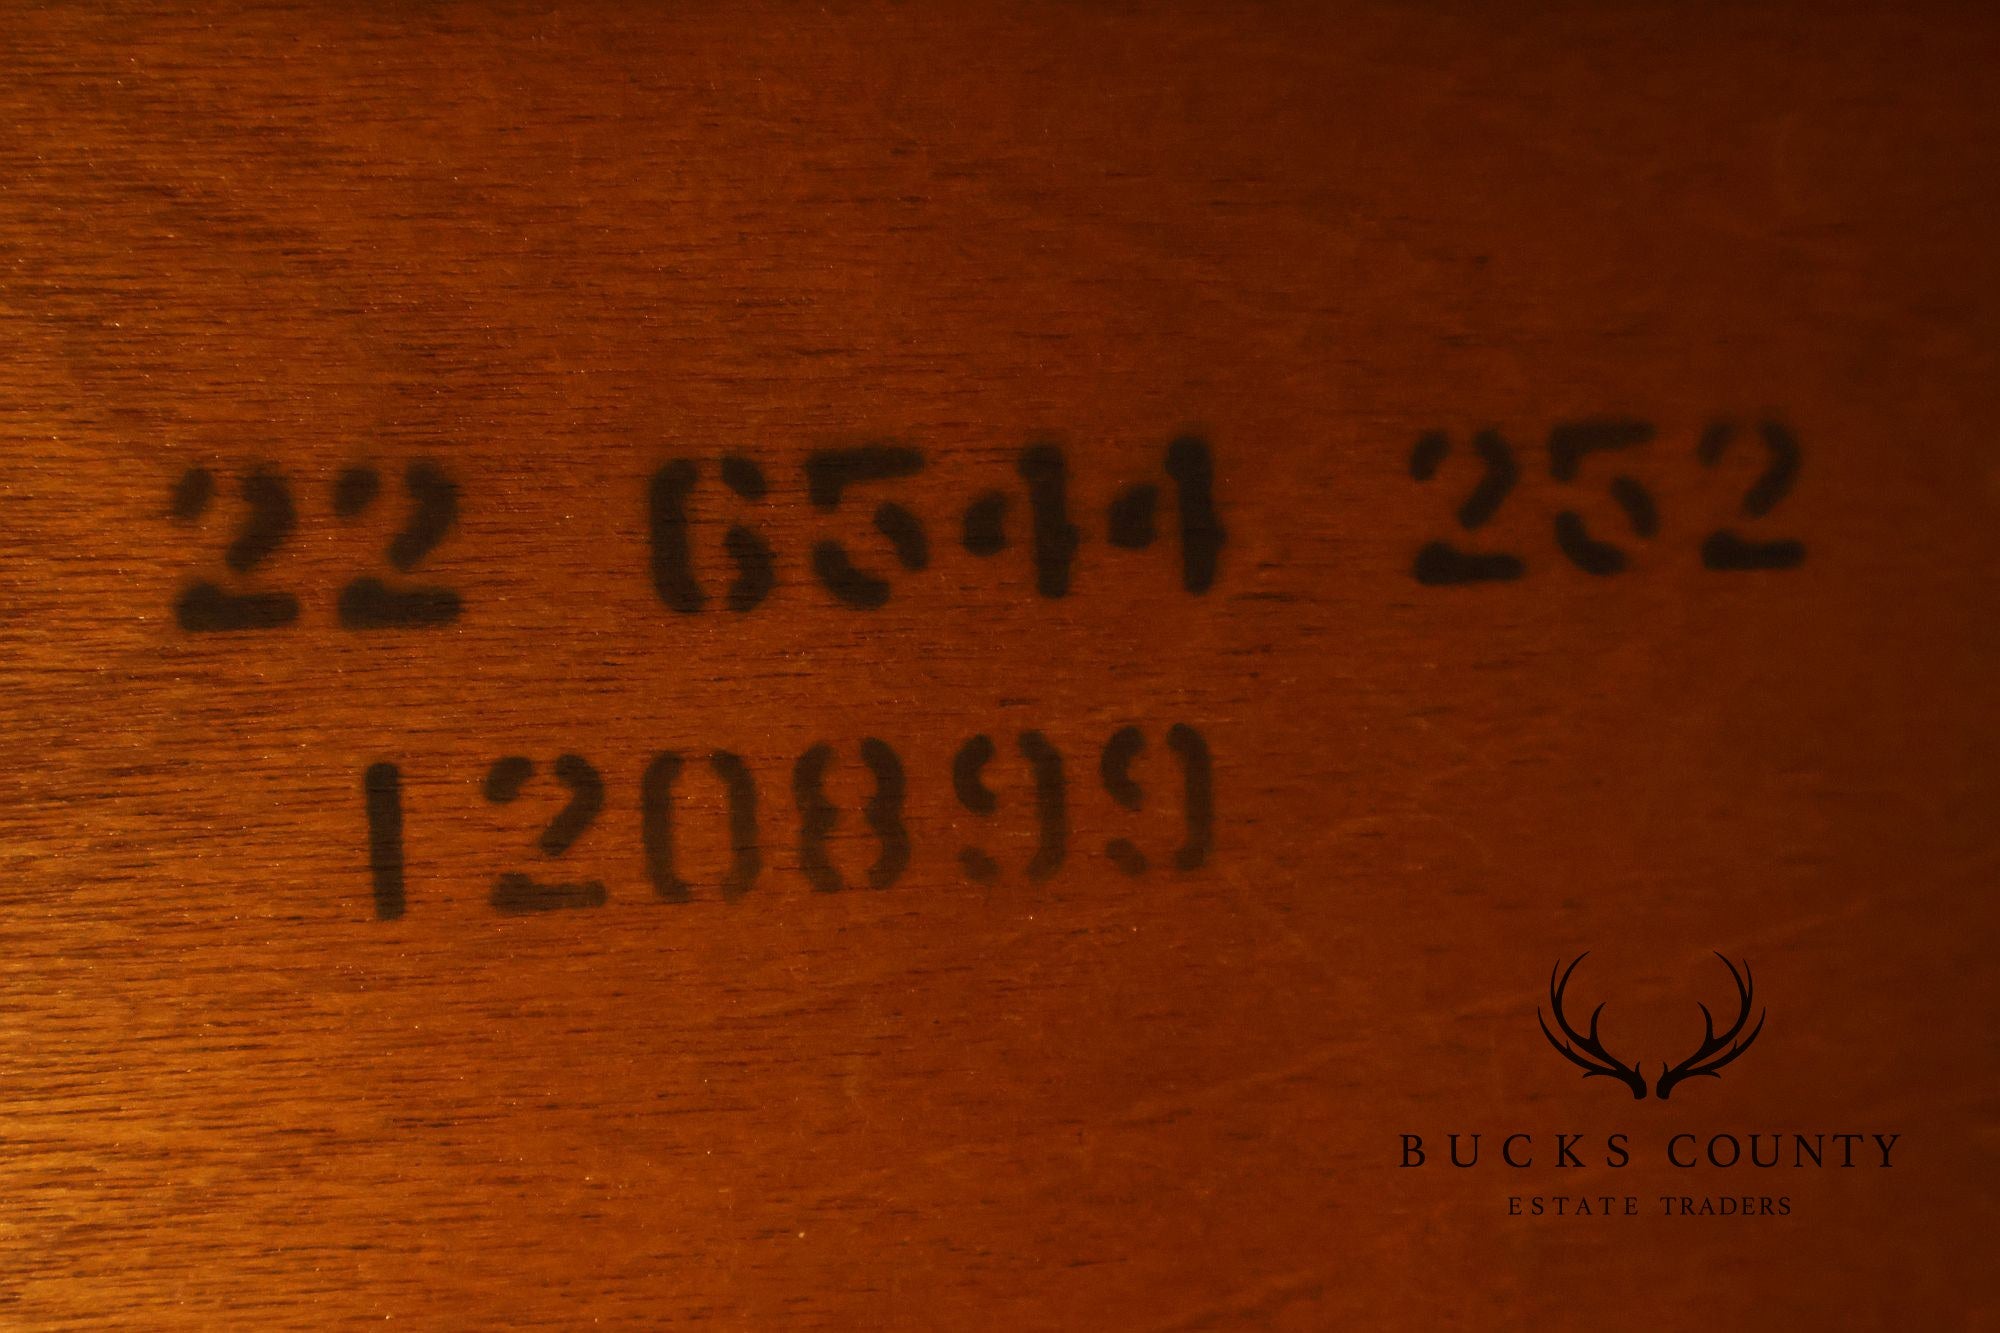 22 6544 252
120899
BUCKS COUNTY
ESTATE TRADERS